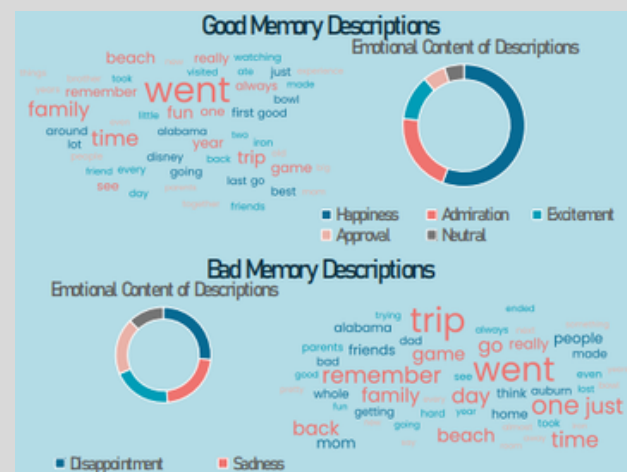 Good Memory Descriptions
Emotional Content of Descriptions
beach really watching
visited ate just
brother took
remember went always made
family little fun one first good bowl
around time alabama two
lot year iron
disney back trip
friend every going game
see last go best
day friends
together
Happiness Admiration Excitement
Approval Neutral
Bad Memory Descriptions
Emotional Content of Descriptions
trying trip ended
alabama always
parents friends dad game go really people
bad see went made
good remember even
whole family day think auburn lost
fun getting hard year home one just
back going took
mom beach time
Disappointment Sadness